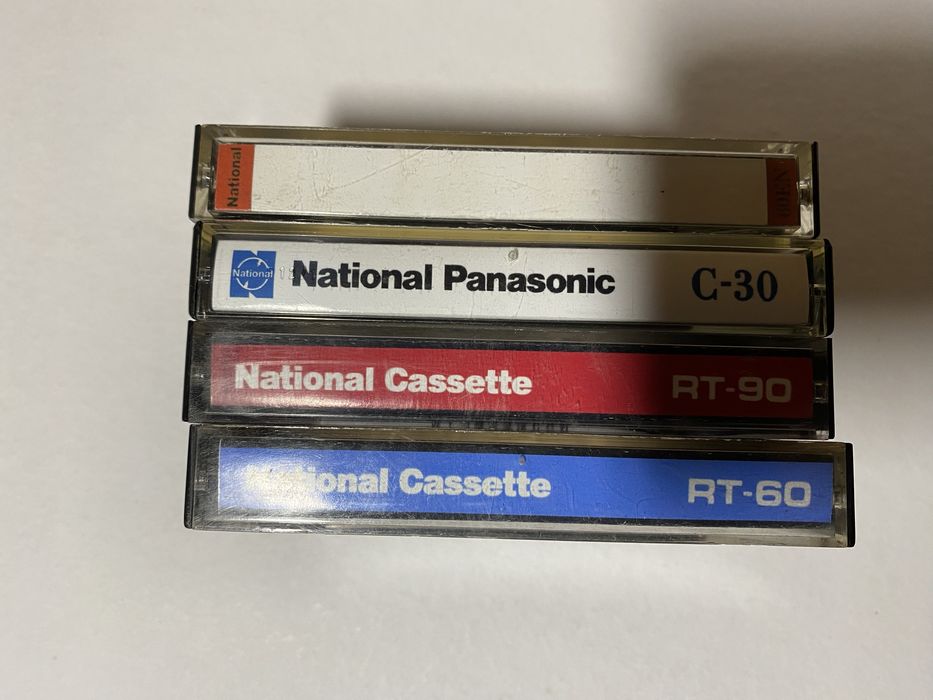 National
National National Panasonic C-30
National Cassette RT-90
National Cassette RT-60